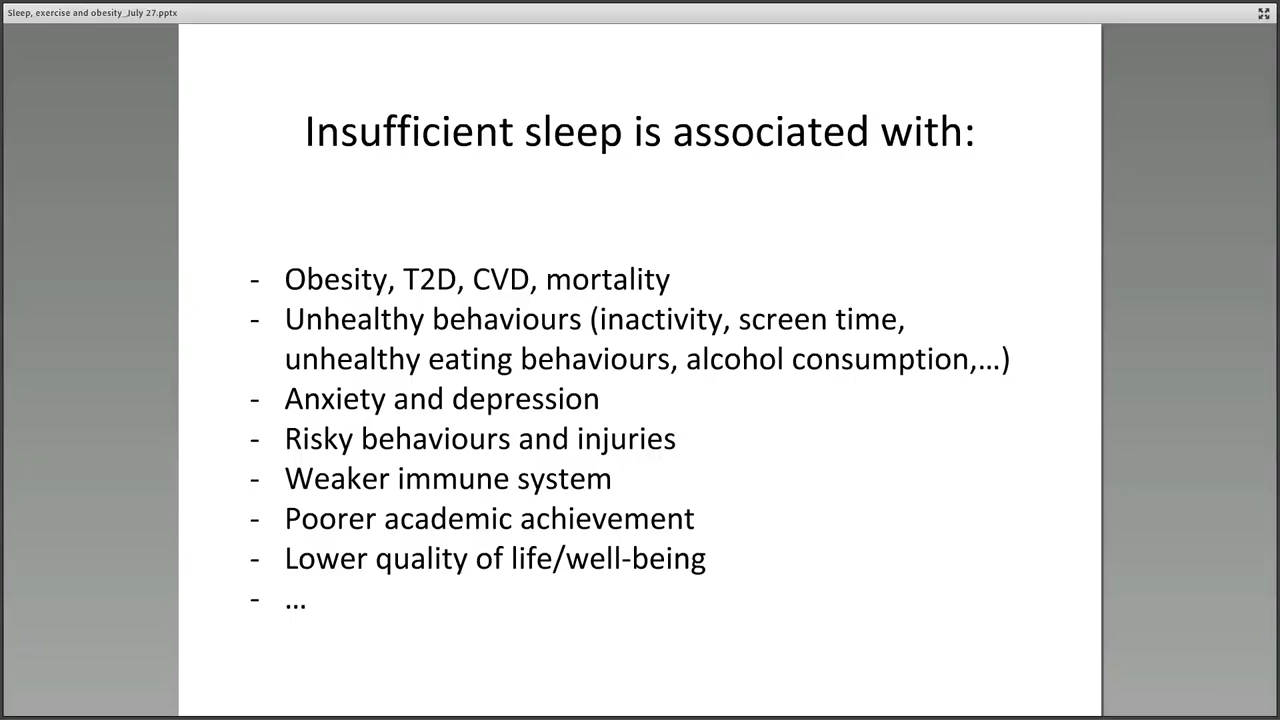 Sleep, exercise and obesity_July 27.pptx
Insufficient sleep is associated with:
- Obesity, T2D, CVD, mortality
- Unhealthy behaviours (inactivity, screen time,
unhealthy eating behaviours, alcohol consumption,...)
- Anxiety and depression
- Risky behaviours and injuries
- Weaker immune system
- Poorer academic achievement
- Lower quality of life/well-being
- ...